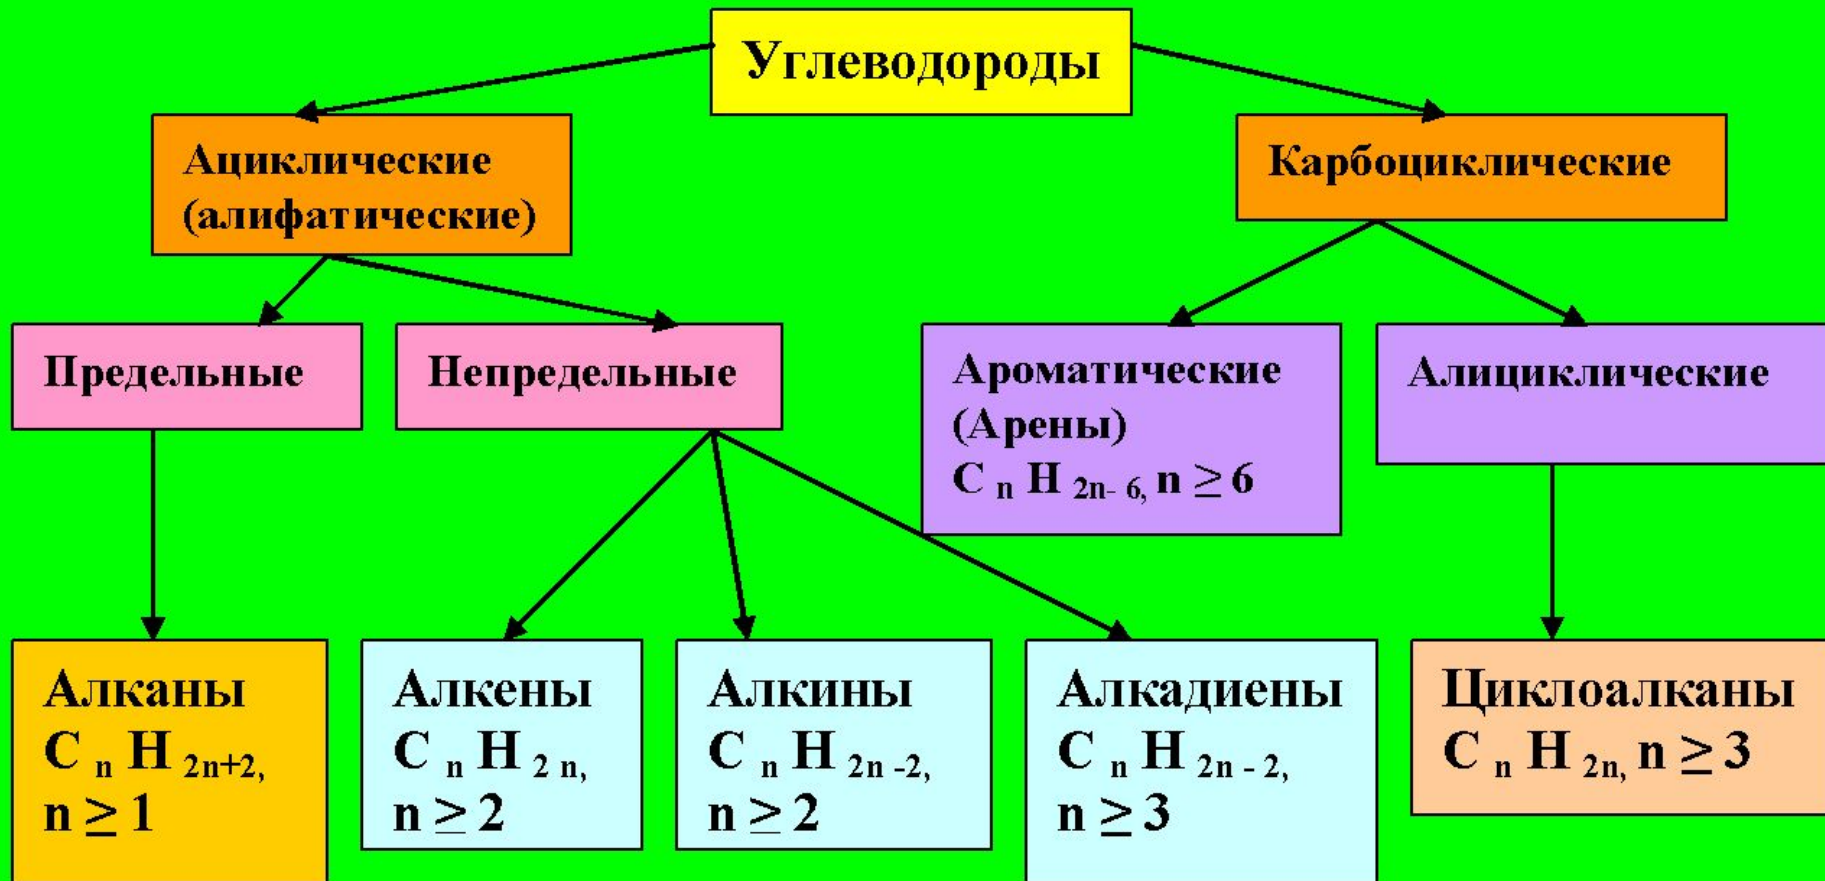 Углеводороды
Ациклические
(алифатические)
Карбоциклические
Предельные
Непредельные
Ароматические
(Арены)
C n H 2n- 6, n ≥ 6
Алициклические
Алканы
C n H 2n+2,
n ≥ 1
Алкены
C n H 2 n,
n ≥ 2
Алкины
C n H 2n -2,
n ≥ 2
Алкадиены
C n H 2n - 2,
n ≥ 3
Циклоалканы
C n H 2n, n ≥ 3